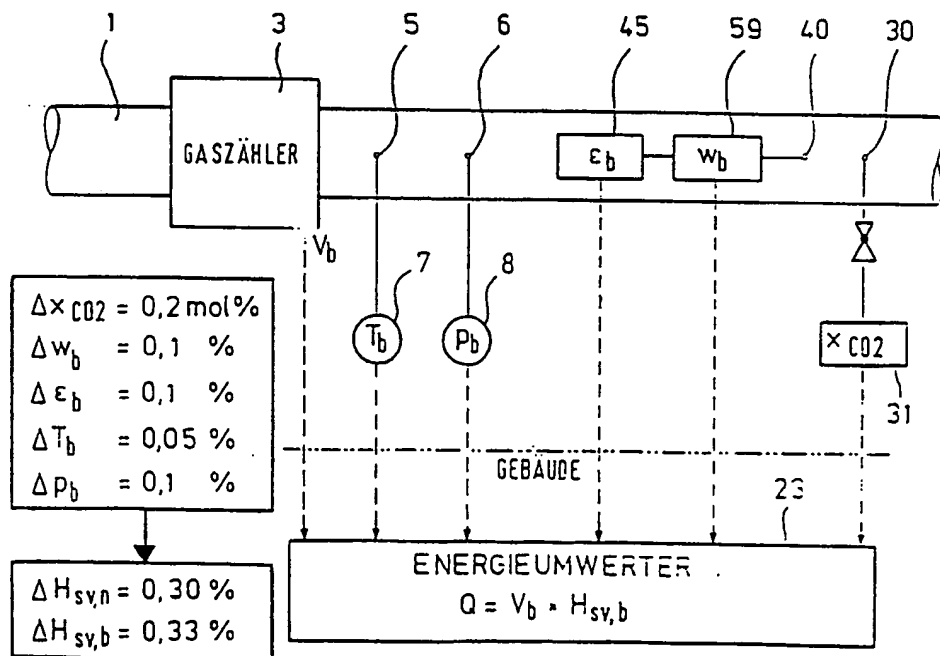 1
3
5
6
45
59
40
30
GASZÄHLER
ε_b
w_b
V_b
7
8
T_b
p_b
x_CO2
31
Δx_CO2 = 0,2 mol%
Δw_b = 0,1 %
Δε_b = 0,1 %
ΔT_b = 0,05 %
Δp_b = 0,1 %
GEBÄUDE
23
ENERGIEUMWERTER
Q = V_b * H_sv,b
ΔH_sv,n = 0,30 %
ΔH_sv,b = 0,33 %